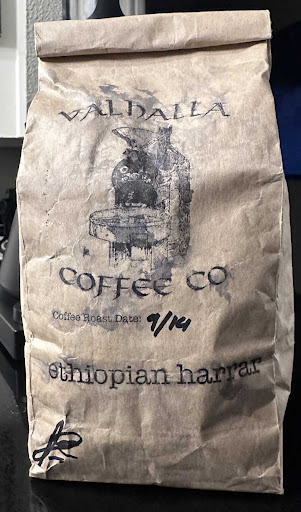 VALHALLA
COFFEE CO
Coffee Roast Date: 9/14
ethiopian harrar